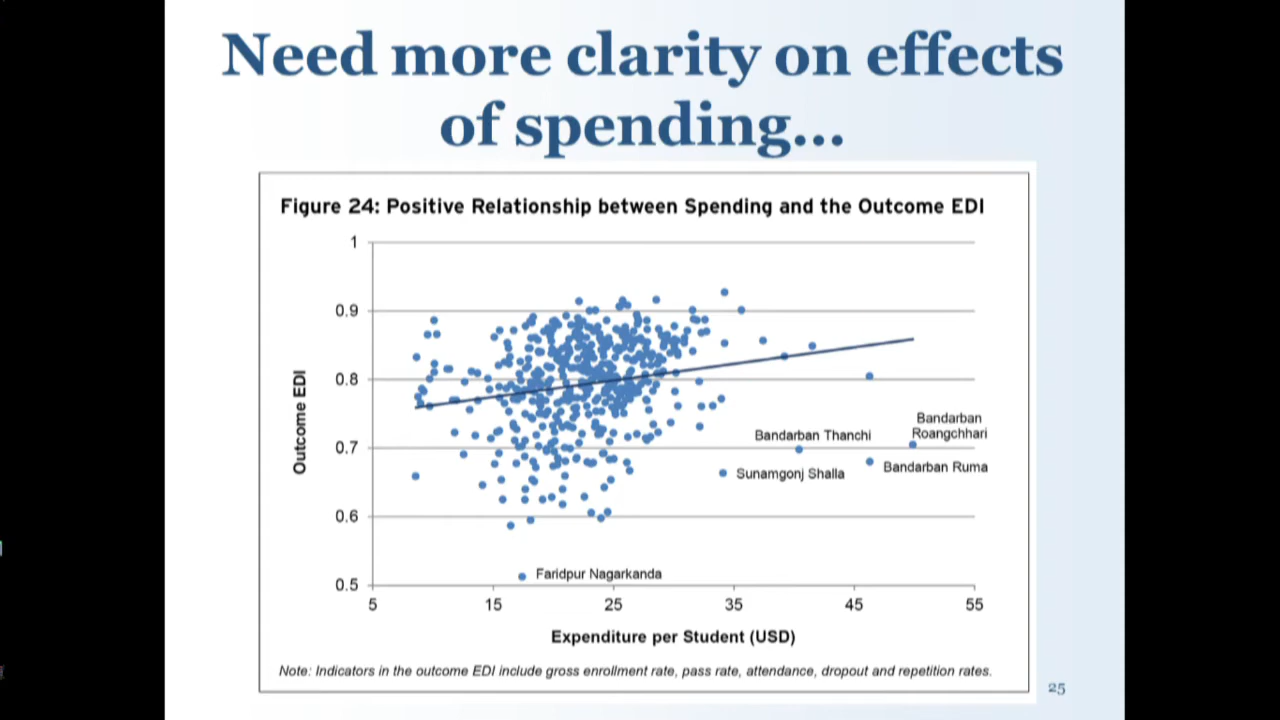 Need more clarity on effects
of spending...
Figure 24: Positive Relationship between Spending and the Outcome EDI
1
0.9
0.8
0.7
0.6
0.5
Outcome EDI
Bandarban
Roangchhari
Bandarban Thanchi
Bandarban Ruma
Sunamgonj Shalla
Faridpur Nagarkanda
5
15
25
35
45
55
Expenditure per Student (USD)
Note: Indicators in the outcome EDI include gross enrollment rate, pass rate, attendance, dropout and repetition rates.
25